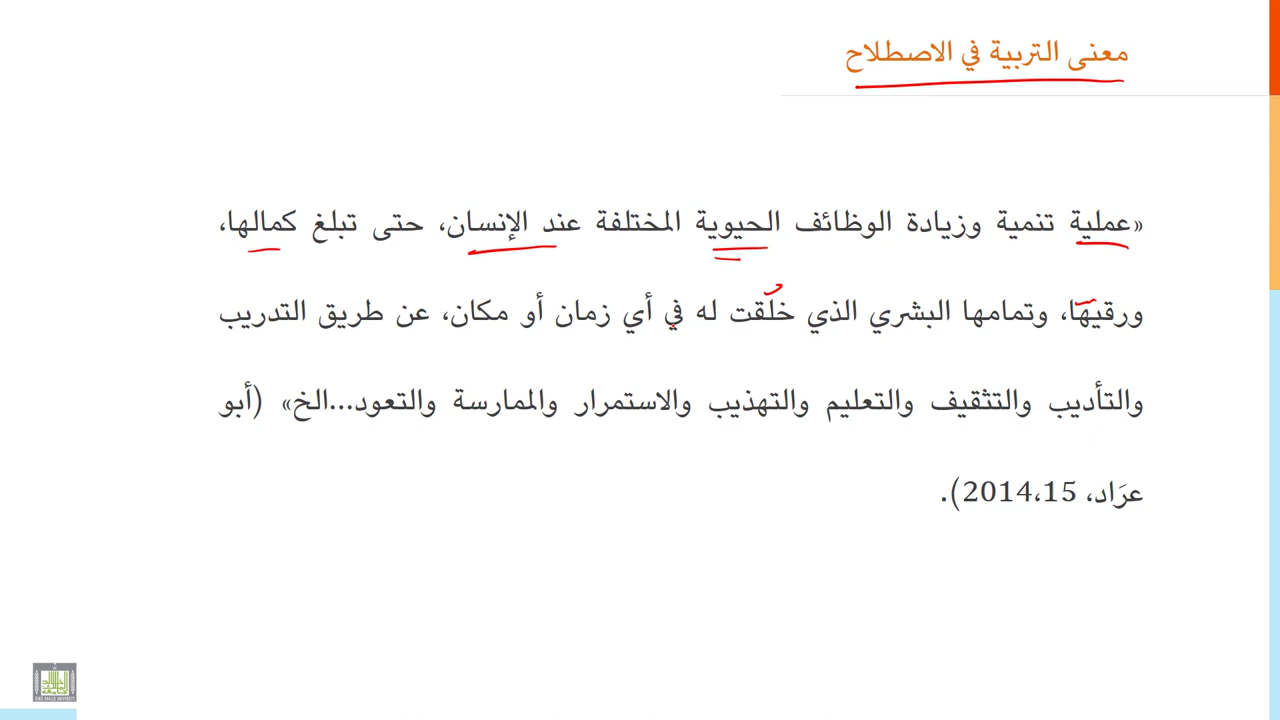 معنى التربية في الاصطلاح
«عملية تنمية وزيادة الوظائف الحيوية المختلفة عند الإنسان، حتى تبلغ كمالها،
ورقيها، وتمامها البشري الذي خلقت له في أي زمان أو مكان، عن طريق التدريب
والتأديب والتثقيف والتعليم والتهذيب والاستمرار والممارسة والتعود...الخ» (أبو
عرَاد، 2014،15).